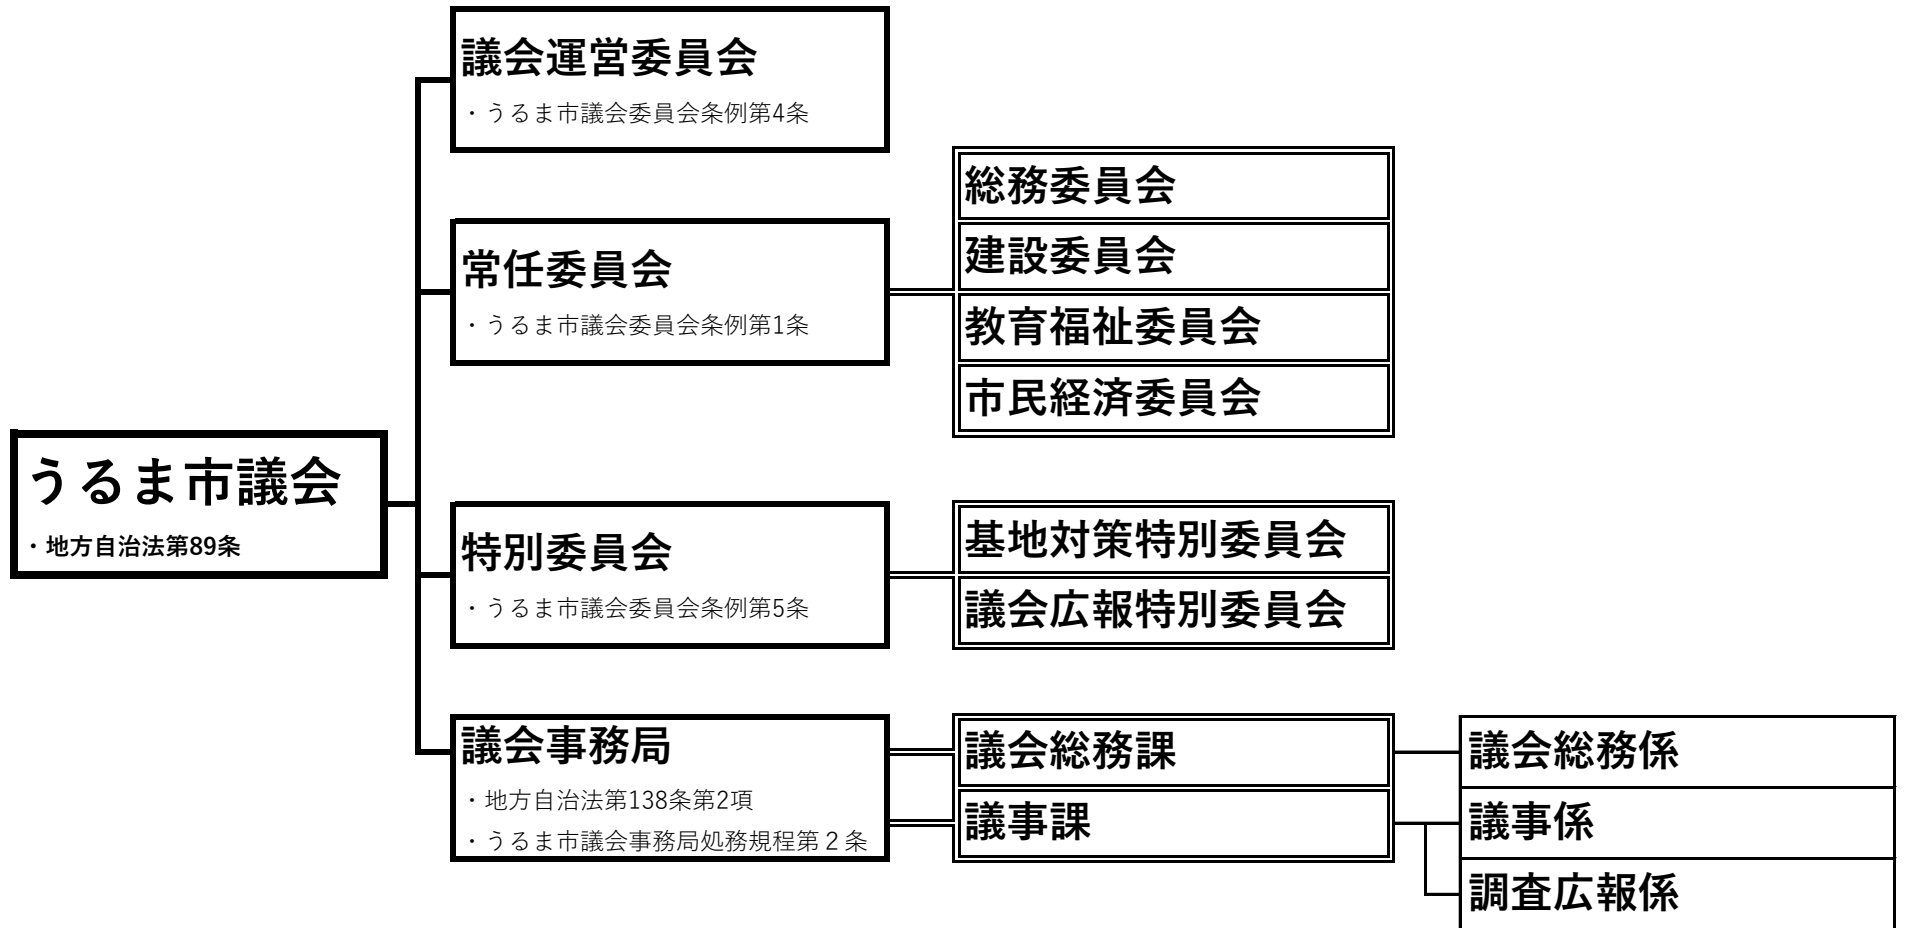 議会運営委員会
・うるま市議会委員会条例第4条
総務委員会
建設委員会
常任委員会
・うるま市議会委員会条例第1条
教育福祉委員会
市民経済委員会
うるま市議会
・地方自治法第89条
特別委員会
・うるま市議会委員会条例第5条
基地対策特別委員会
議会広報特別委員会
議会事務局
・地方自治法第138条第2項
・うるま市議会事務局処務規程第２条
議会総務課
議事課
議会総務係
議事係
調査広報係